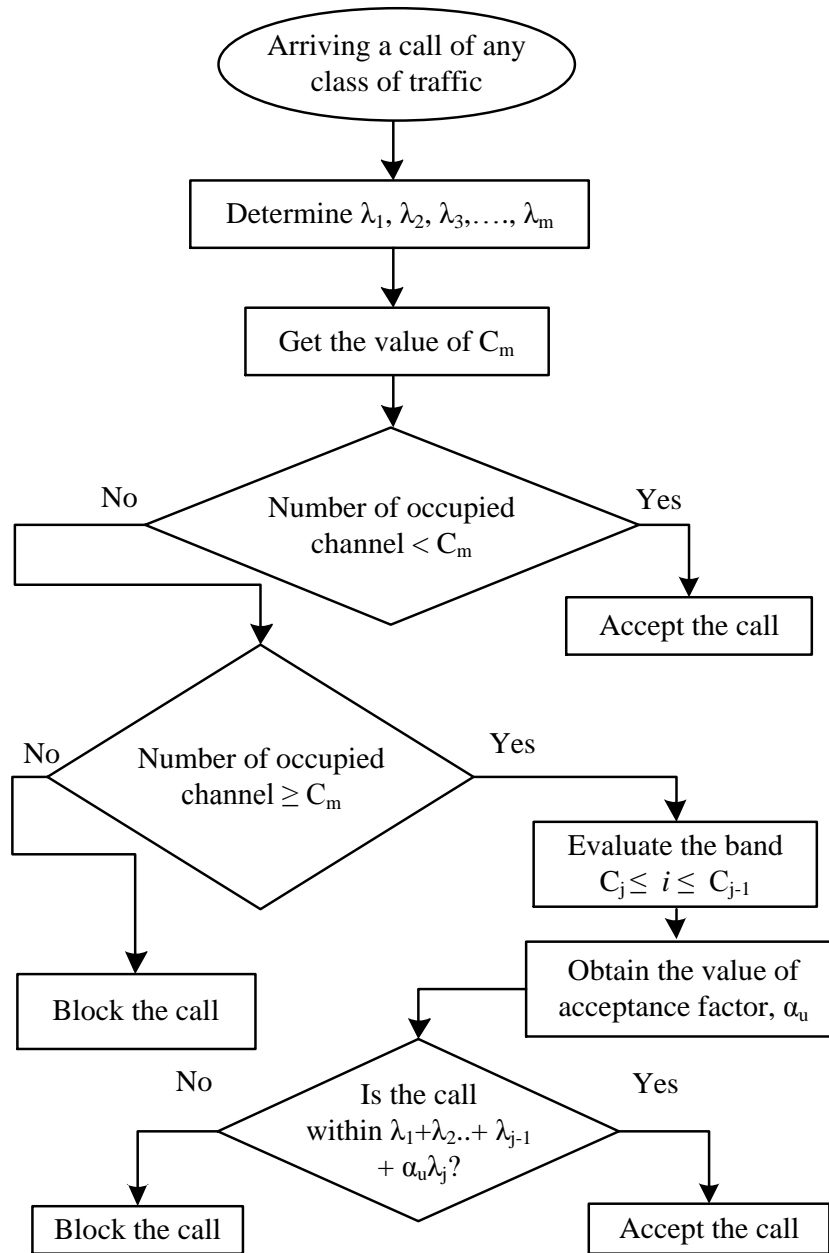 Arriving a call of any
class of traffic
Determine λ1, λ2, λ3,…., λm
Get the value of Cm
No
Yes
Number of occupied
channel < Cm
Accept the call
No
Yes
Number of occupied
channel ≥ Cm
Evaluate the band
Cj ≤ i ≤ Cj-1
Obtain the value of
acceptance factor, αu
Block the call
No
Yes
Is the call
within λ1+λ2..+ λj-1
+ αuλj?
Block the call
Accept the call